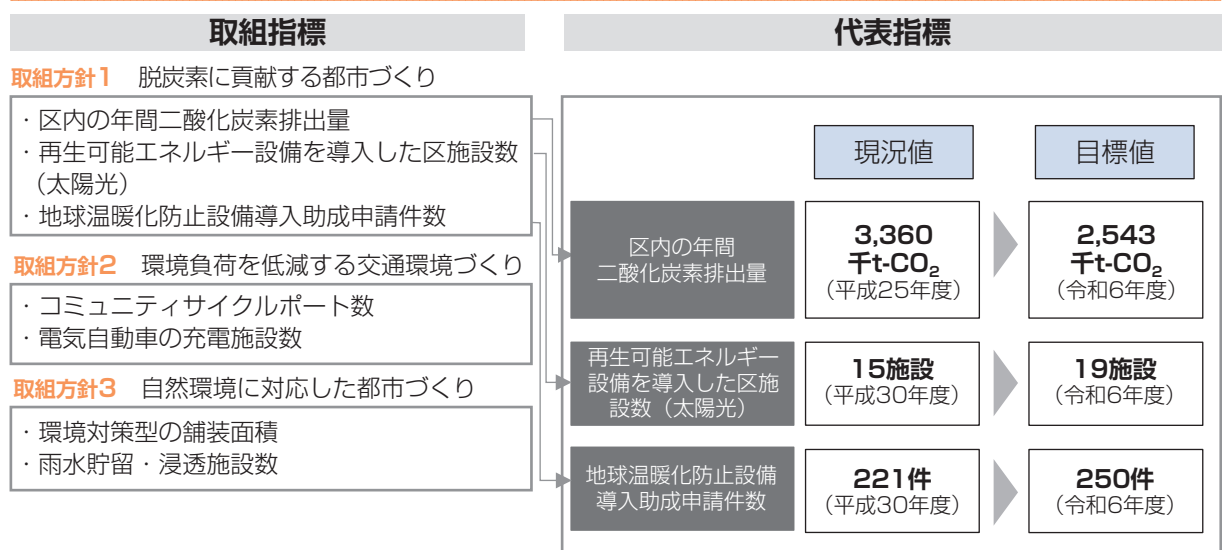 取組指標
取組方針1 脱炭素に貢献する都市づくり
・区内の年間二酸化炭素排出量
・再生可能エネルギー設備を導入した区施設数
（太陽光）
・地球温暖化防止設備導入助成申請件数
取組方針2 環境負荷を低減する交通環境づくり
・コミュニティサイクルポート数
・電気自動車の充電施設数
取組方針3 自然環境に対応した都市づくり
・環境対策型の舗装面積
・雨水貯留・浸透施設数
代表指標
現況値 目標値
区内の年間
二酸化炭素排出量
3,360
千t-CO₂
（平成25年度）
2,543
千t-CO₂
（令和6年度）
再生可能エネルギー
設備を導入した区施
設数（太陽光）
15施設
（平成30年度）
19施設
（令和6年度）
地球温暖化防止設備
導入助成申請件数
221件
（平成30年度）
250件
（令和6年度）